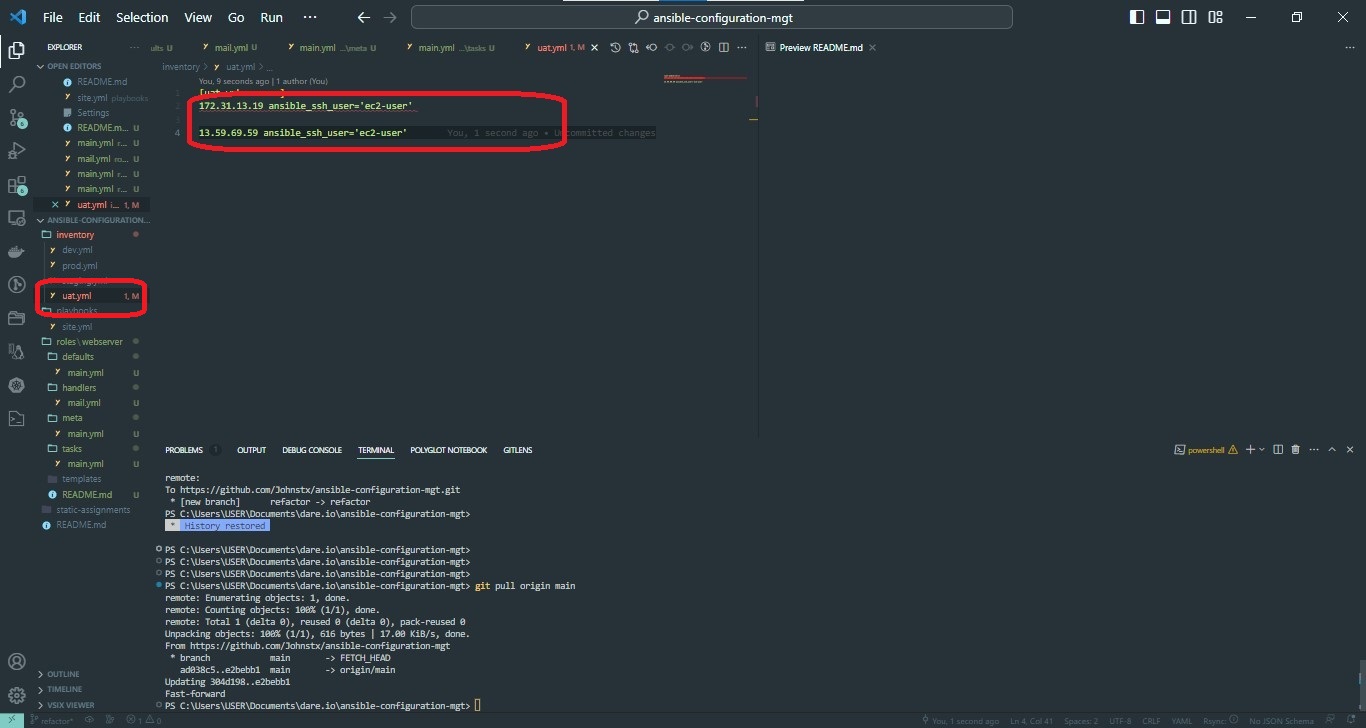 File Edit Selection View Go Run ··· ansible-configuration-mgt
EXPLORER ···
ults U mail.yml U main.yml ...\meta U main.yml ...\tasks U uat.yml 1, M ···
Preview README.md ···
OPEN EDITORS
README.md
site.yml playbooks
Settings
README.m... U
main.yml r... U
mail.yml ro... U
main.yml r... U
main.yml r... U
uat.yml i... 1, M
ANSIBLE-CONFIGURATION...
inventory
dev.yml
prod.yml
uat.yml 1, M
playbooks
site.yml
roles\webserver
defaults
main.yml U
handlers
mail.yml U
meta
main.yml U
tasks
main.yml U
templates
README.md U
static-assignments
README.md
OUTLINE
TIMELINE
VSIX VIEWER
inventory > uat.yml > ...
You, 9 seconds ago | 1 author (You)
1
2 172.31.13.19 ansible_ssh_user='ec2-user'
3
4 13.59.69.59 ansible_ssh_user='ec2-user' You, 1 second ago • Uncommitted changes
PROBLEMS 1 OUTPUT DEBUG CONSOLE TERMINAL POLYGLOT NOTEBOOK GITLENS powershell ···
remote:
To https://github.com/Johnstx/ansible-configuration-mgt.git
* [new branch] refactor -> refactor
PS C:\Users\USER\Documents\dare.io\ansible-configuration-mgt>
* History restored
PS C:\Users\USER\Documents\dare.io\ansible-configuration-mgt>
PS C:\Users\USER\Documents\dare.io\ansible-configuration-mgt>
PS C:\Users\USER\Documents\dare.io\ansible-configuration-mgt>
PS C:\Users\USER\Documents\dare.io\ansible-configuration-mgt> git pull origin main
remote: Enumerating objects: 1, done.
remote: Counting objects: 100% (1/1), done.
remote: Total 1 (delta 0), reused 0 (delta 0), pack-reused 0
Unpacking objects: 100% (1/1), 616 bytes | 17.00 KiB/s, done.
From https://github.com/Johnstx/ansible-configuration-mgt
* branch main -> FETCH_HEAD
ad038c5..e2bebb1 main -> origin/main
Updating 304d198..e2bebb1
Fast-forward
PS C:\Users\USER\Documents\dare.io\ansible-configuration-mgt>
refactor* 1 0 You, 1 second ago Ln 4, Col 41 Spaces: 2 UTF-8 CRLF YAML Rsync: No JSON Schema